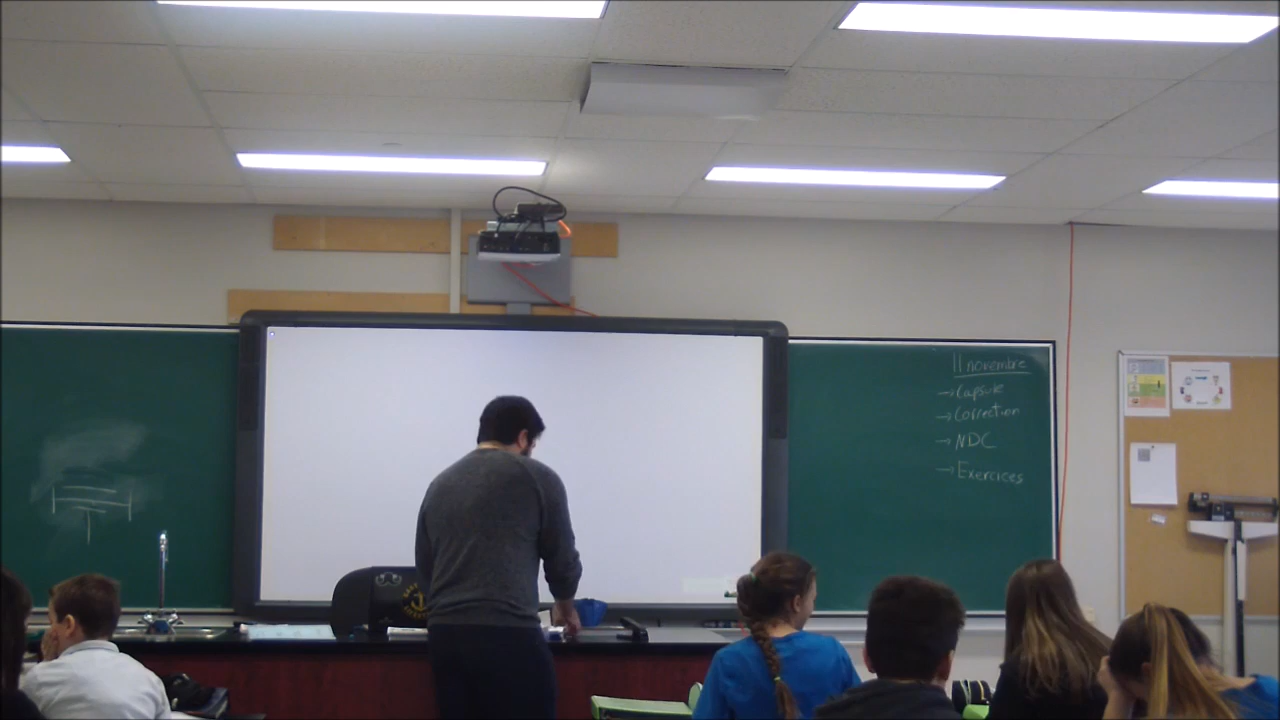 11 novembre
→ Capsule
→ Correction
→ NDC
→ Exercices